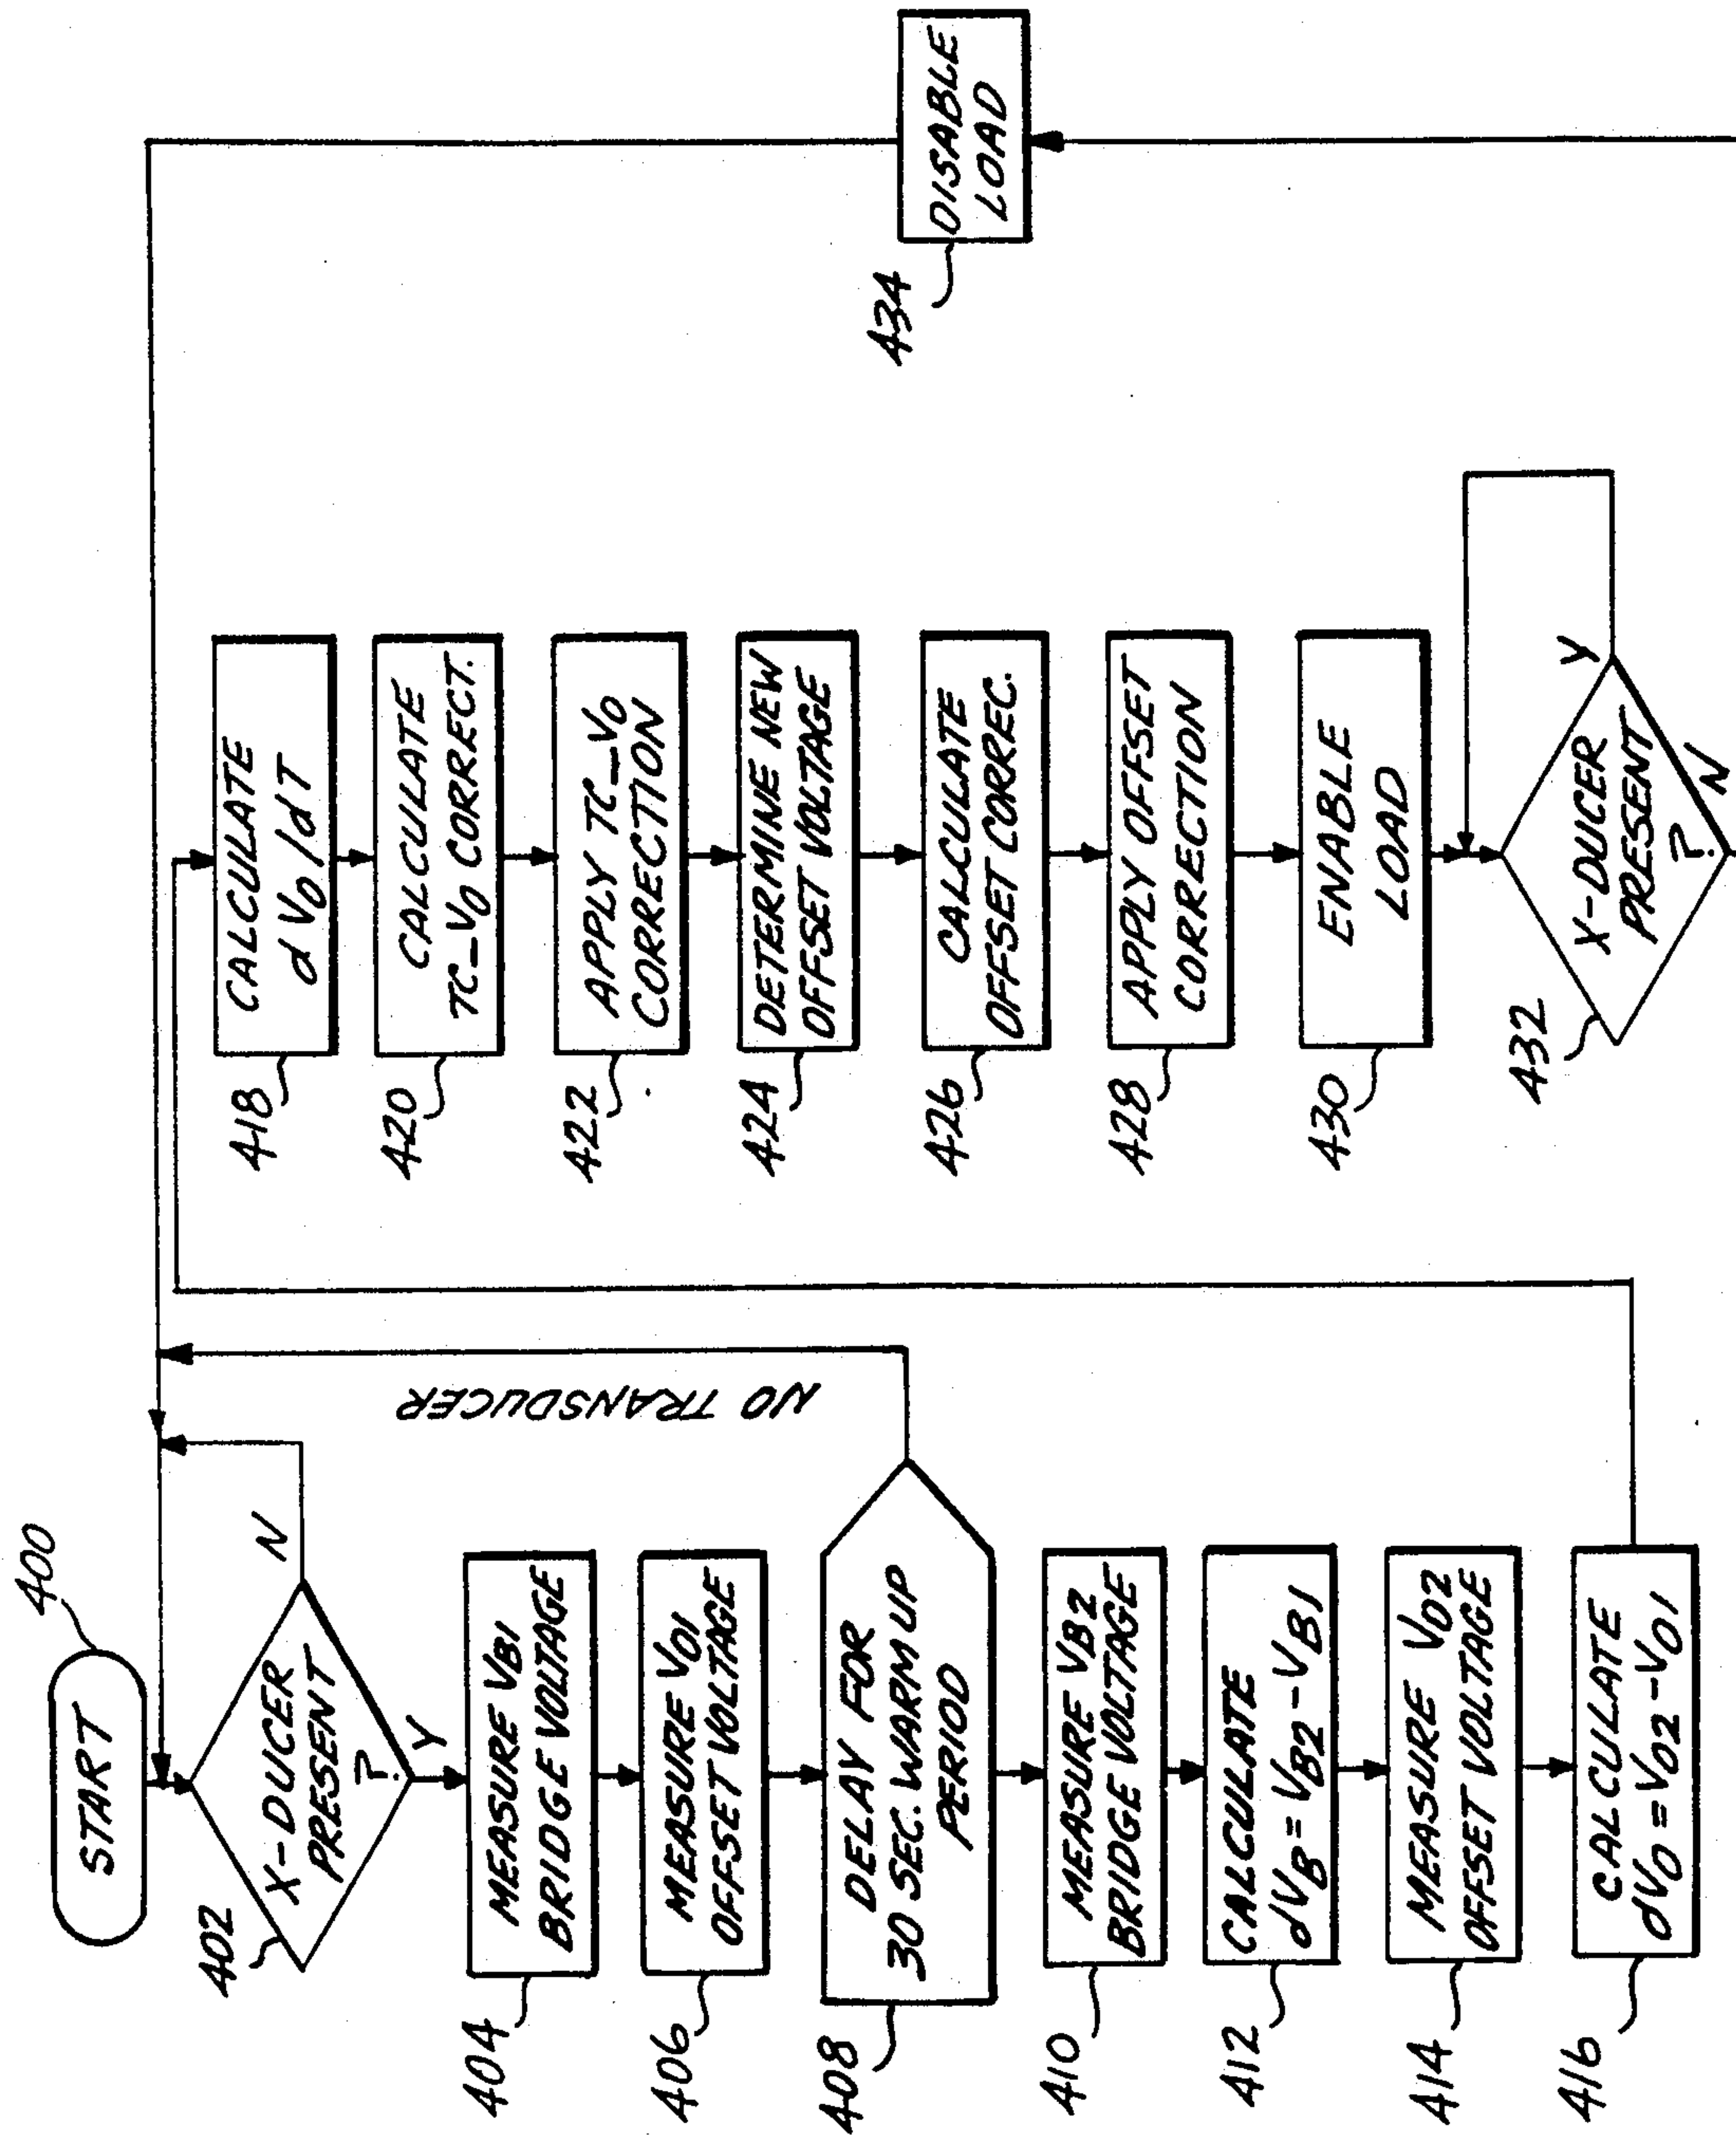 400
START
402
X-DUCER
PRESENT
?
N
Y
404
MEASURE VB1
BRIDGE VOLTAGE
406
MEASURE VO1
OFFSET VOLTAGE
408
DELAY FOR
30 SEC. WARM UP
PERIOD
NO TRANSDUCER
410
MEASURE VB2
BRIDGE VOLTAGE
412
CALCULATE
dVB = VB2 - VB1
414
MEASURE VO2
OFFSET VOLTAGE
416
CALCULATE
dVO = VO2 - VO1
418
CALCULATE
dVO/dT
420
CALCULATE
TC_VO CORRECT.
422
APPLY TC_VO
CORRECTION
424
DETERMINE NEW
OFFSET VOLTAGE
426
CALCULATE
OFFSET CORREC.
428
APPLY OFFSET
CORRECTION
430
ENABLE
LOAD
432
X-DUCER
PRESENT
?
Y
N
434
DISABLE
LOAD